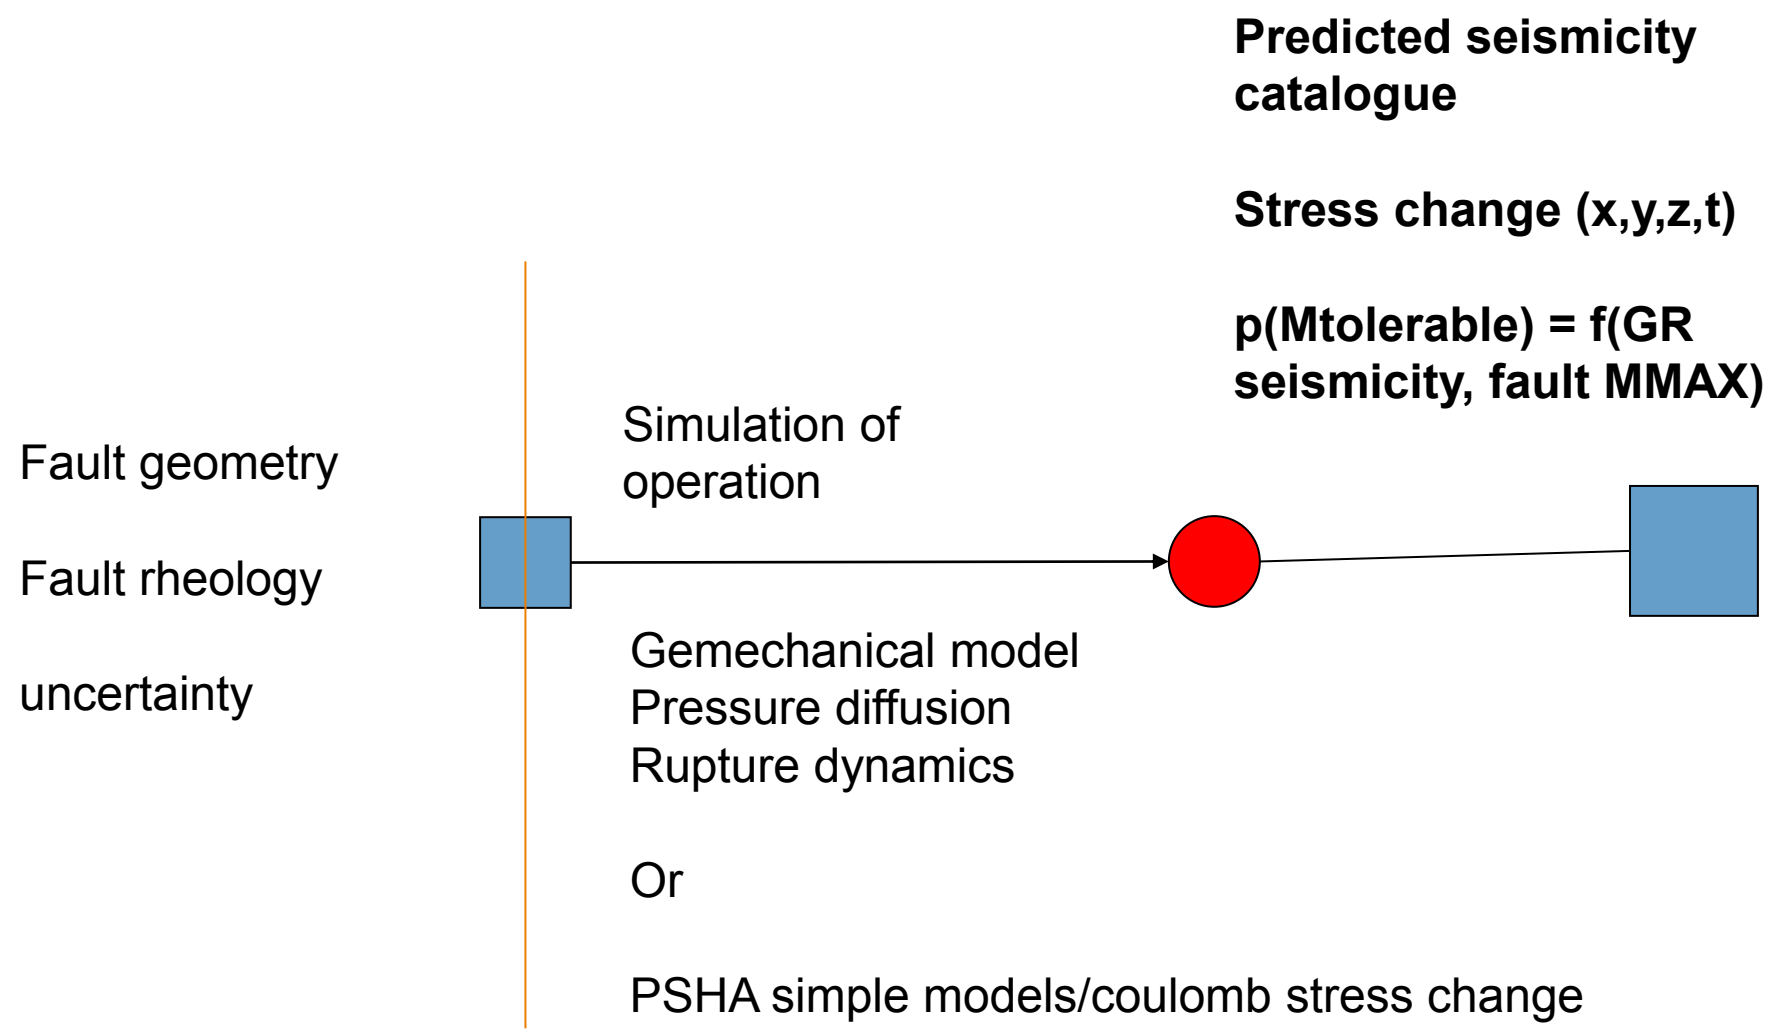 Predicted seismicity
catalogue
Stress change (x,y,z,t)
p(Mtolerable) = f(GR
seismicity, fault MMAX)
Fault geometry
Fault rheology
uncertainty
Simulation of
operation
Gemechanical model
Pressure diffusion
Rupture dynamics
Or
PSHA simple models/coulomb stress change